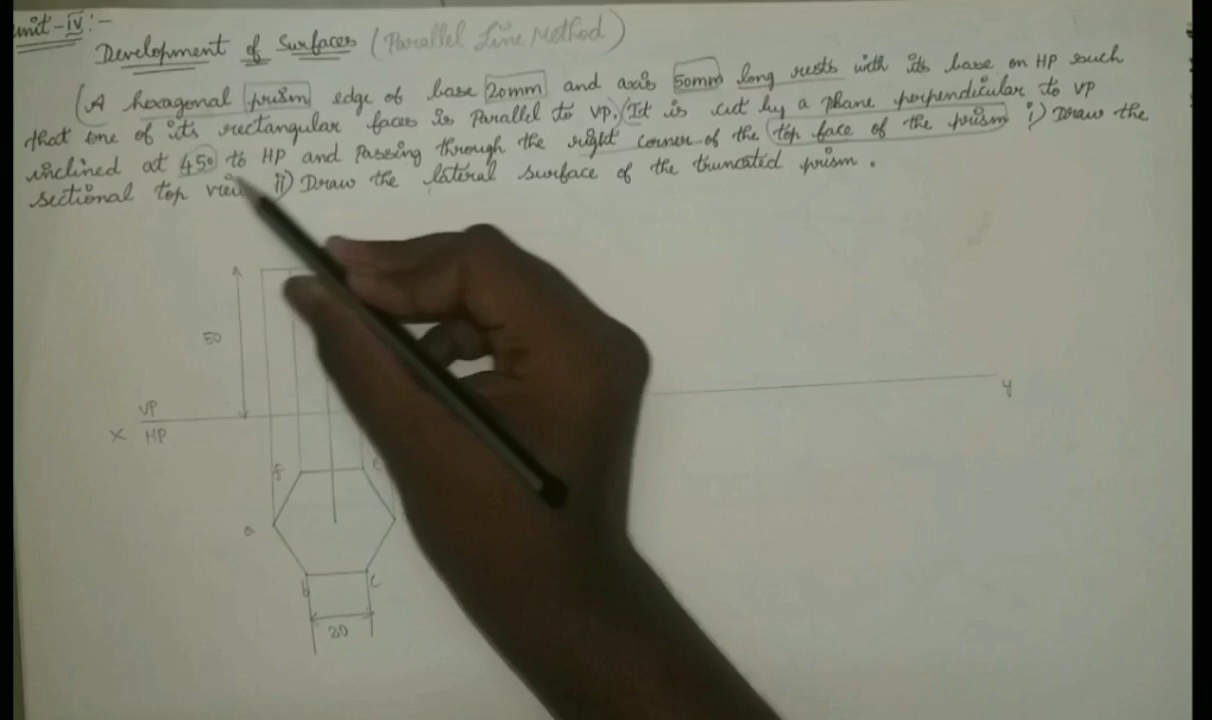 unit-IV:-
Development of Surfaces (Parallel Line Method)
(A hexagonal prism edge of base 20mm and axis 50mm long rests with its base on HP such
that one of its rectangular faces is Parallel to VP. (It is cut by a plane perpendicular to VP
inclined at 45° to HP and Passing through the right corner of the top face of the prism i) Draw the
sectional top view ii) Draw the lateral surface of the truncated prism.
50
VP
X HP
y
f e
a
b c
20